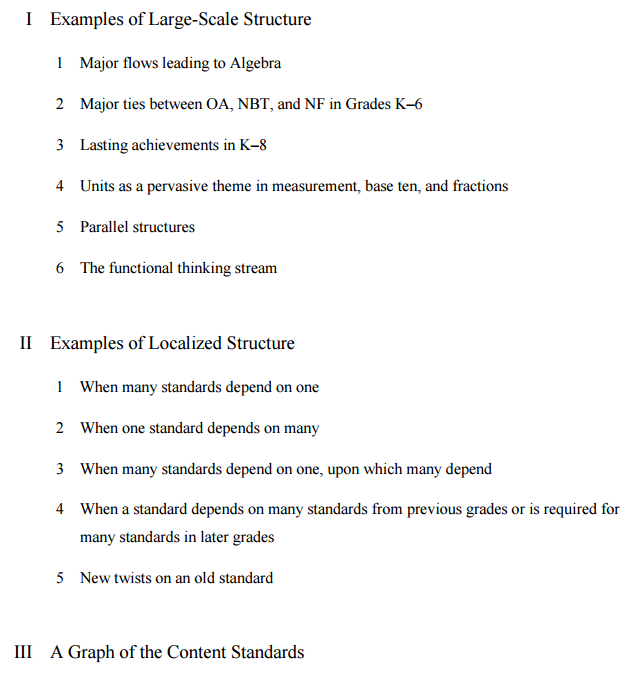 I Examples of Large-Scale Structure
1 Major flows leading to Algebra
2 Major ties between OA, NBT, and NF in Grades K–6
3 Lasting achievements in K–8
4 Units as a pervasive theme in measurement, base ten, and fractions
5 Parallel structures
6 The functional thinking stream
II Examples of Localized Structure
1 When many standards depend on one
2 When one standard depends on many
3 When many standards depend on one, upon which many depend
4 When a standard depends on many standards from previous grades or is required for
many standards in later grades
5 New twists on an old standard
III A Graph of the Content Standards